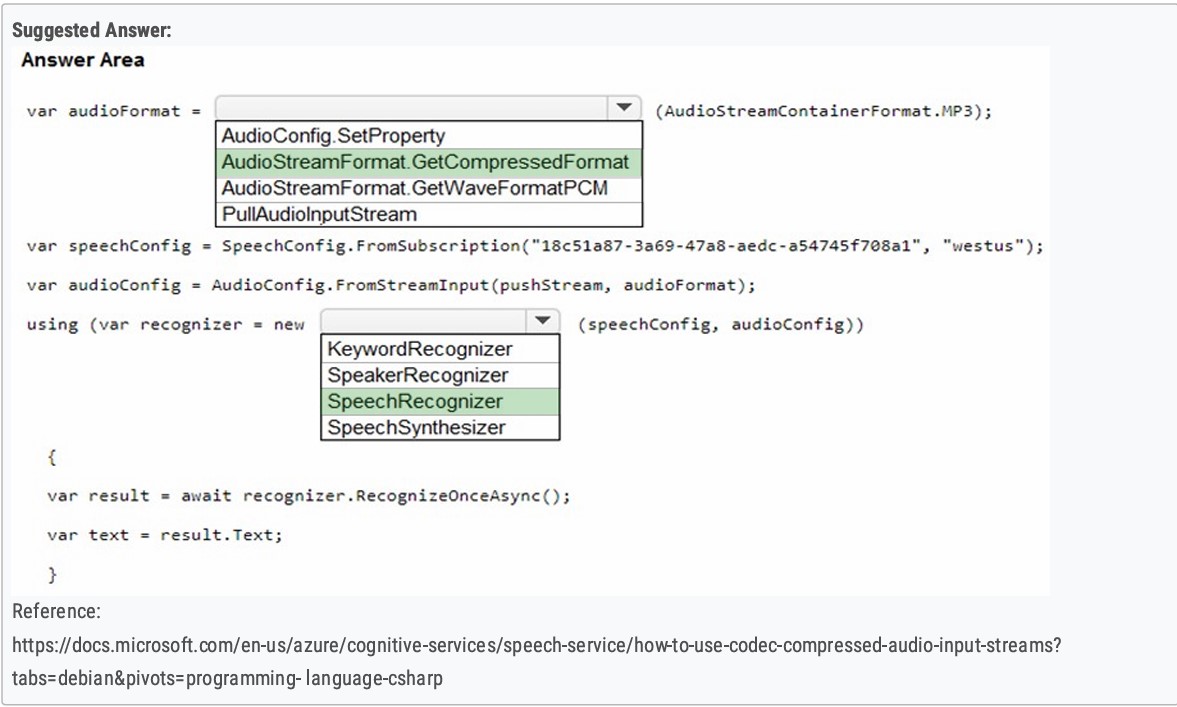 Suggested Answer:
Answer Area
var audioFormat = (AudioStreamContainerFormat.MP3);
AudioConfig.SetProperty
AudioStreamFormat.GetCompressedFormat
AudioStreamFormat.GetWaveFormatPCM
PullAudioInputStream
var speechConfig = SpeechConfig.FromSubscription("18c51a87-3a69-47a8-aedc-a54745f708a1", "westus");
var audioConfig = AudioConfig.FromStreamInput(pushStream, audioFormat);
using (var recognizer = new (speechConfig, audioConfig))
KeywordRecognizer
SpeakerRecognizer
SpeechRecognizer
SpeechSynthesizer
{
var result = await recognizer.RecognizeOnceAsync();
var text = result.Text;
}
Reference:
https://docs.microsoft.com/en-us/azure/cognitive-services/speech-service/how-to-use-codec-compressed-audio-input-streams?
tabs=debian&pivots=programming- language-csharp